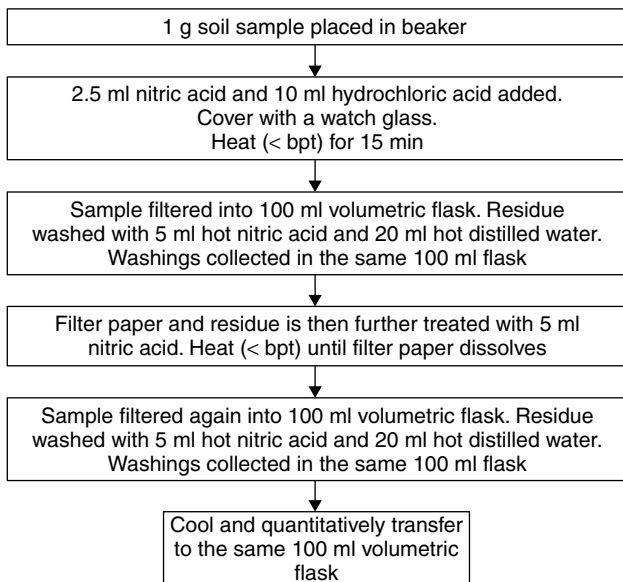 1 g soil sample placed in beaker
2.5 ml nitric acid and 10 ml hydrochloric acid added.
Cover with a watch glass.
Heat (< bpt) for 15 min
Sample filtered into 100 ml volumetric flask. Residue
washed with 5 ml hot nitric acid and 20 ml hot distilled water.
Washings collected in the same 100 ml flask
Filter paper and residue is then further treated with 5 ml
nitric acid. Heat (< bpt) until filter paper dissolves
Sample filtered again into 100 ml volumetric flask. Residue
washed with 5 ml hot nitric acid and 20 ml hot distilled water.
Washings collected in the same 100 ml flask
Cool and quantitatively transfer
to the same 100 ml volumetric
flask